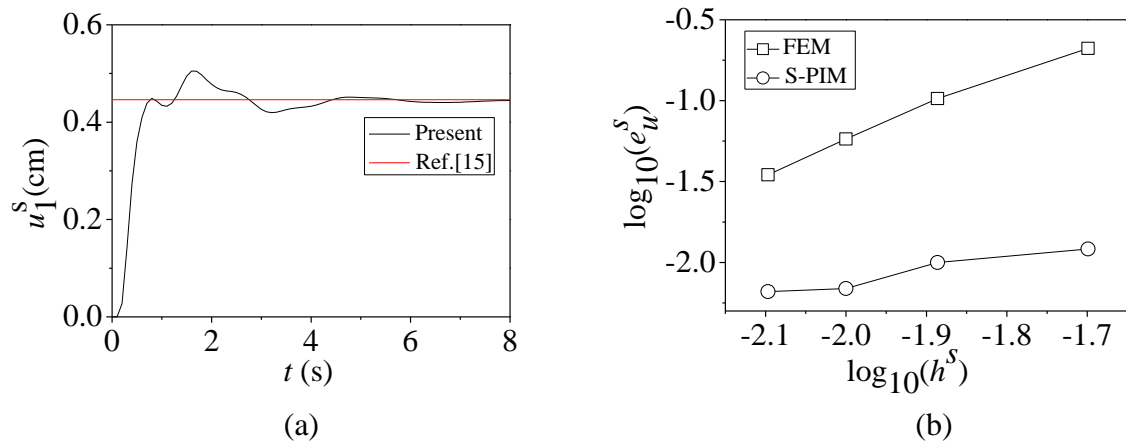 0.6
0.4
0.2
0.0
u₁ˢ(cm)
Present
Ref.[15]
0 2 4 6 8
t (s)
(a)
-0.5
-1.0
-1.5
-2.0
log₁₀(eᵤˢ)
FEM
S-PIM
-2.1 -2.0 -1.9 -1.8 -1.7
log₁₀(hˢ)
(b)